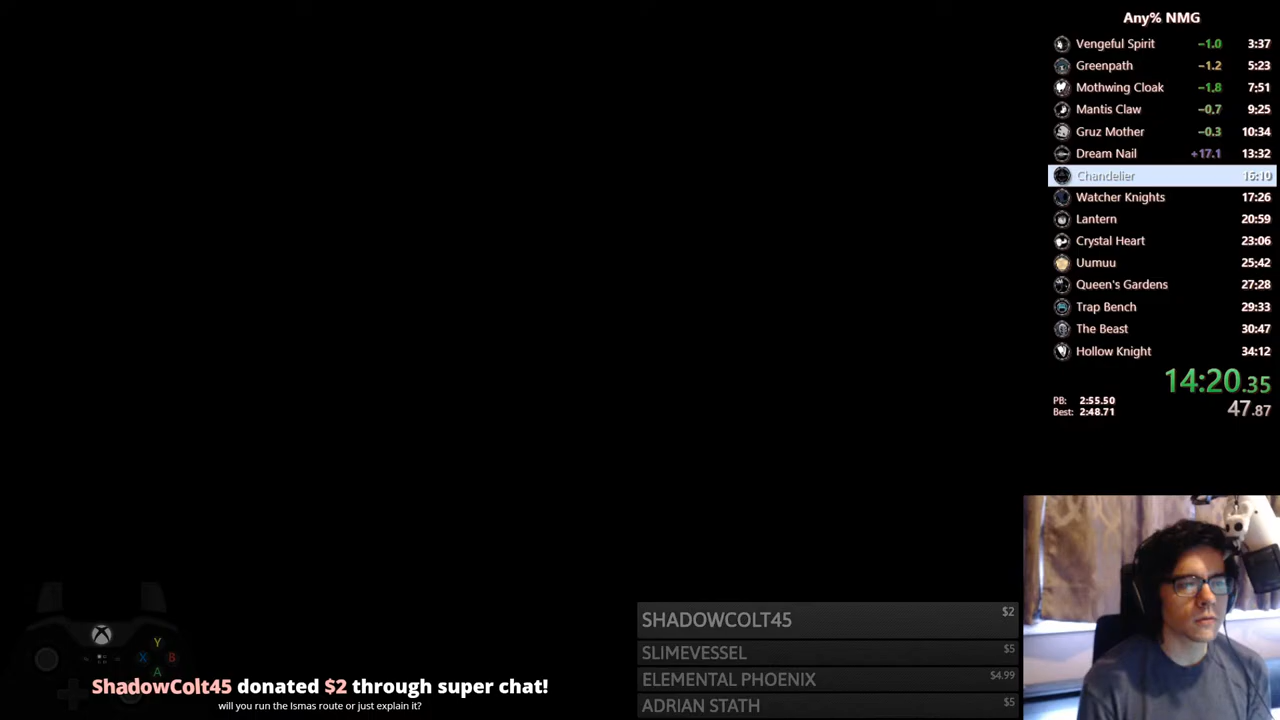 Any% NMG
Vengeful Spirit −1.0 3:37
Greenpath −1.2 5:23
Mothwing Cloak −1.8 7:51
Mantis Claw −0.7 9:25
Gruz Mother −0.3 10:34
Dream Nail +17.1 13:32
Chandelier 16:10
Watcher Knights 17:26
Lantern 20:59
Crystal Heart 23:06
Uumuu 25:42
Queen's Gardens 27:28
Trap Bench 29:33
The Beast 30:47
Hollow Knight 34:12
14:20.35
PB: 2:55.50
Best: 2:48.71
47.87
Y
X B
A
SHADOWCOLT45 $2
SLIMEVESSEL $5
ELEMENTAL PHOENIX $4.99
ADRIAN STATH $5
ShadowColt45 donated $2 through super chat!
will you run the Ismas route or just explain it?